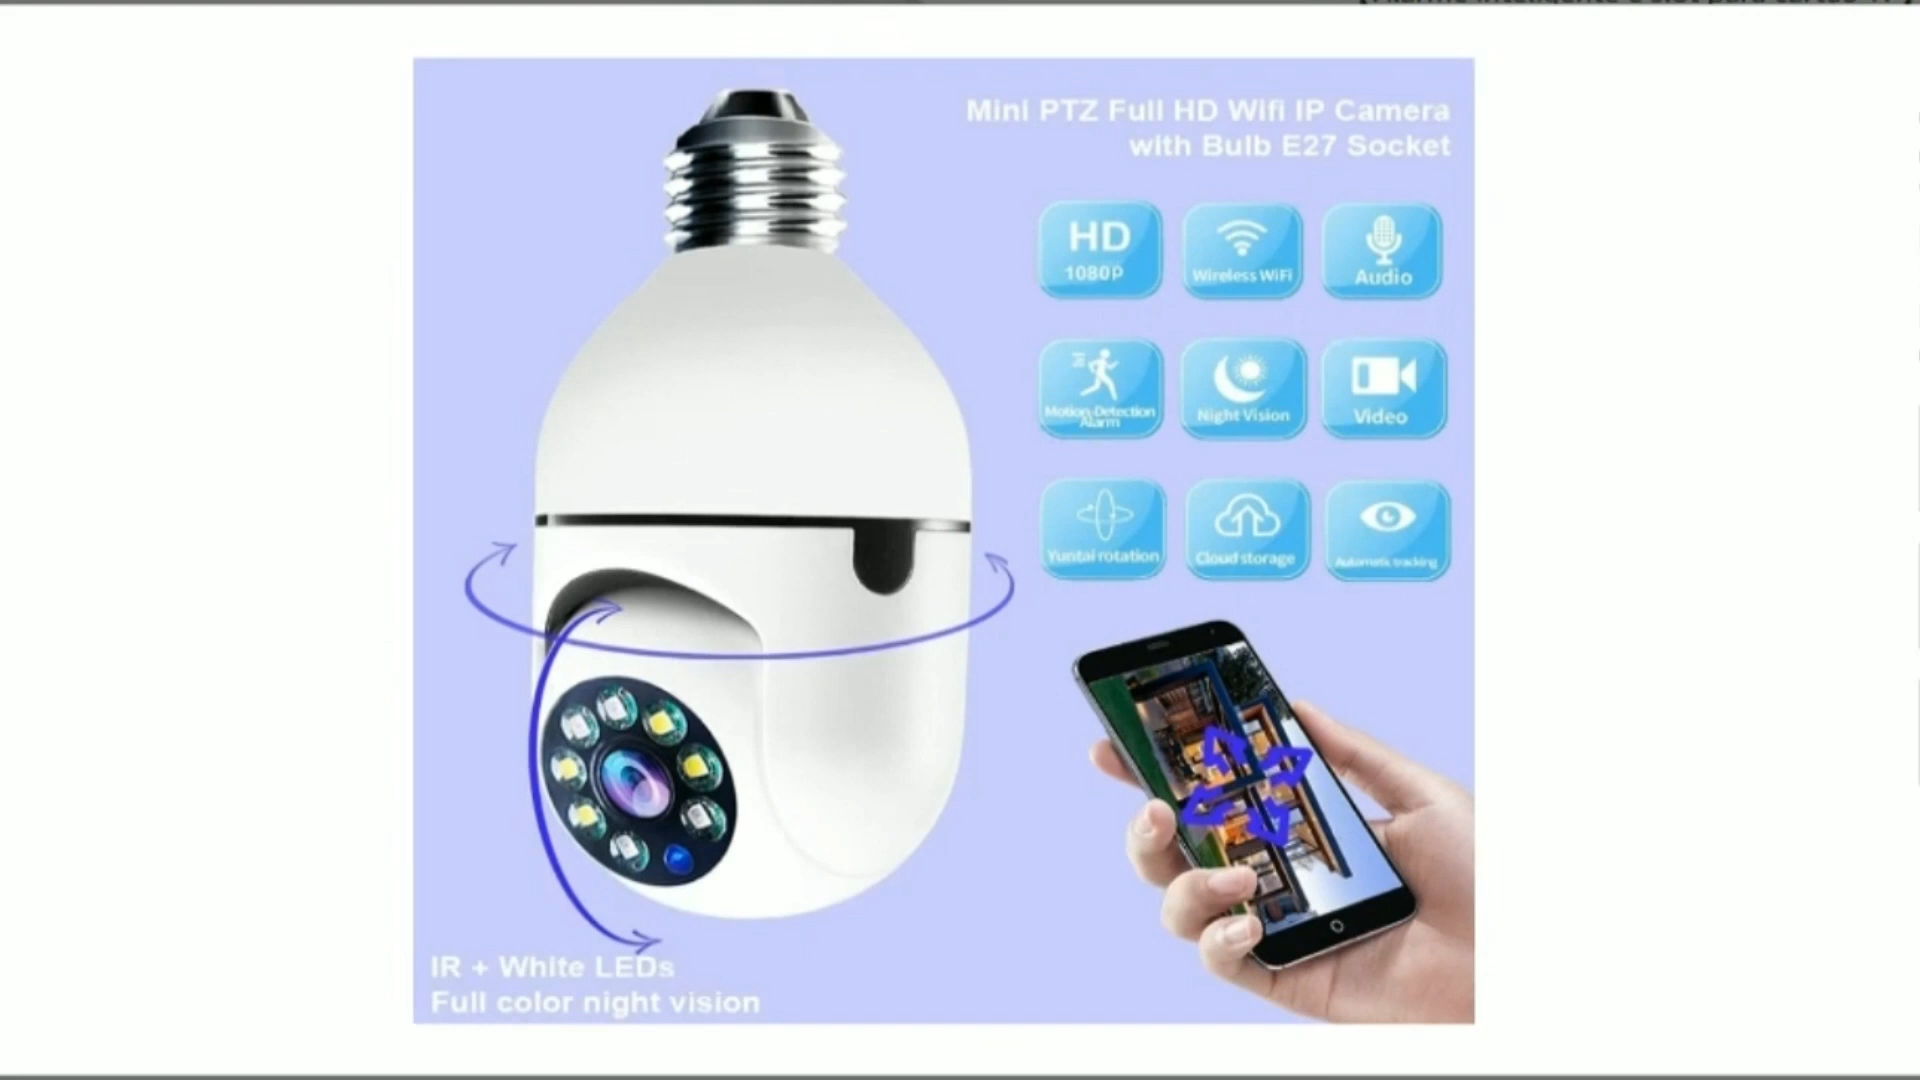 Mini PTZ Full HD Wifi IP Camera
with Bulb E27 Socket
HD
1080P
Wireless WiFi
Audio
Motion-Detection
Alarm
Night Vision
Video
Yuntai rotation
Cloud storage
Automatic tracking
IR + White LEDs
Full color night vision